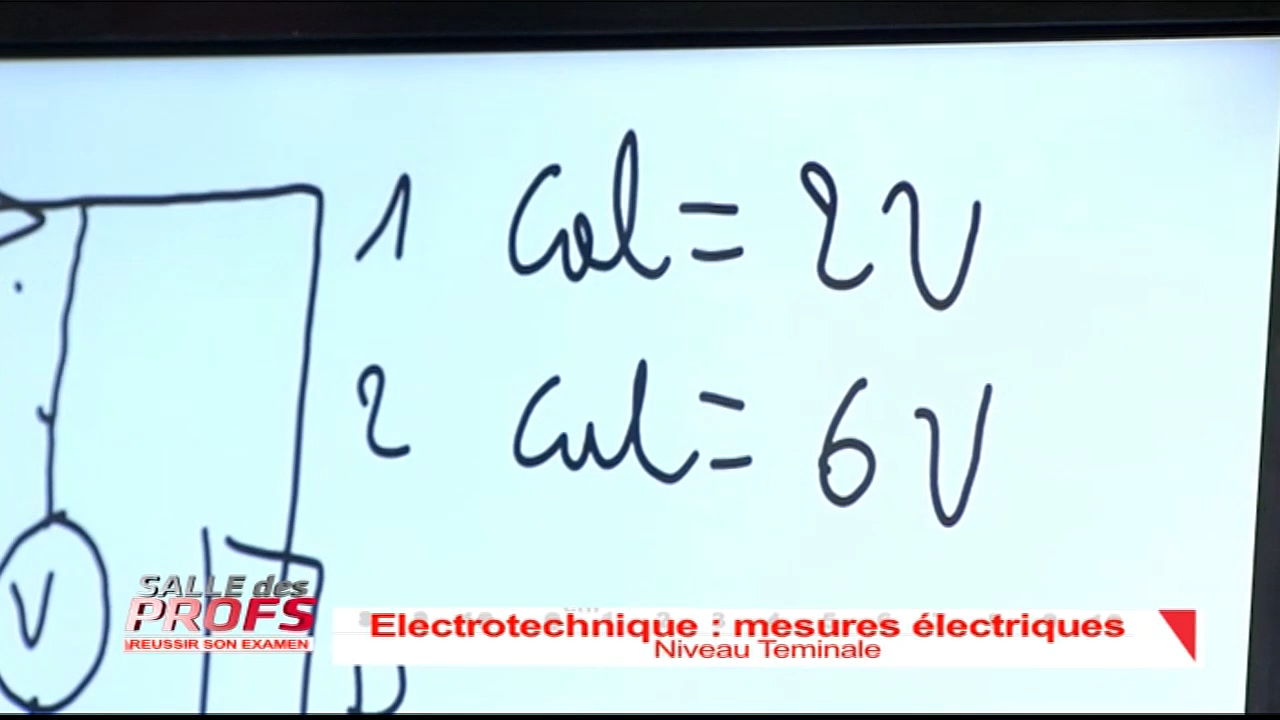 1 Cal = 2V
2 Cal = 6V
V
SALLE des
PROFS
REUSSIR SON EXAMEN
Electrotechnique : mesures électriques
Niveau Teminale